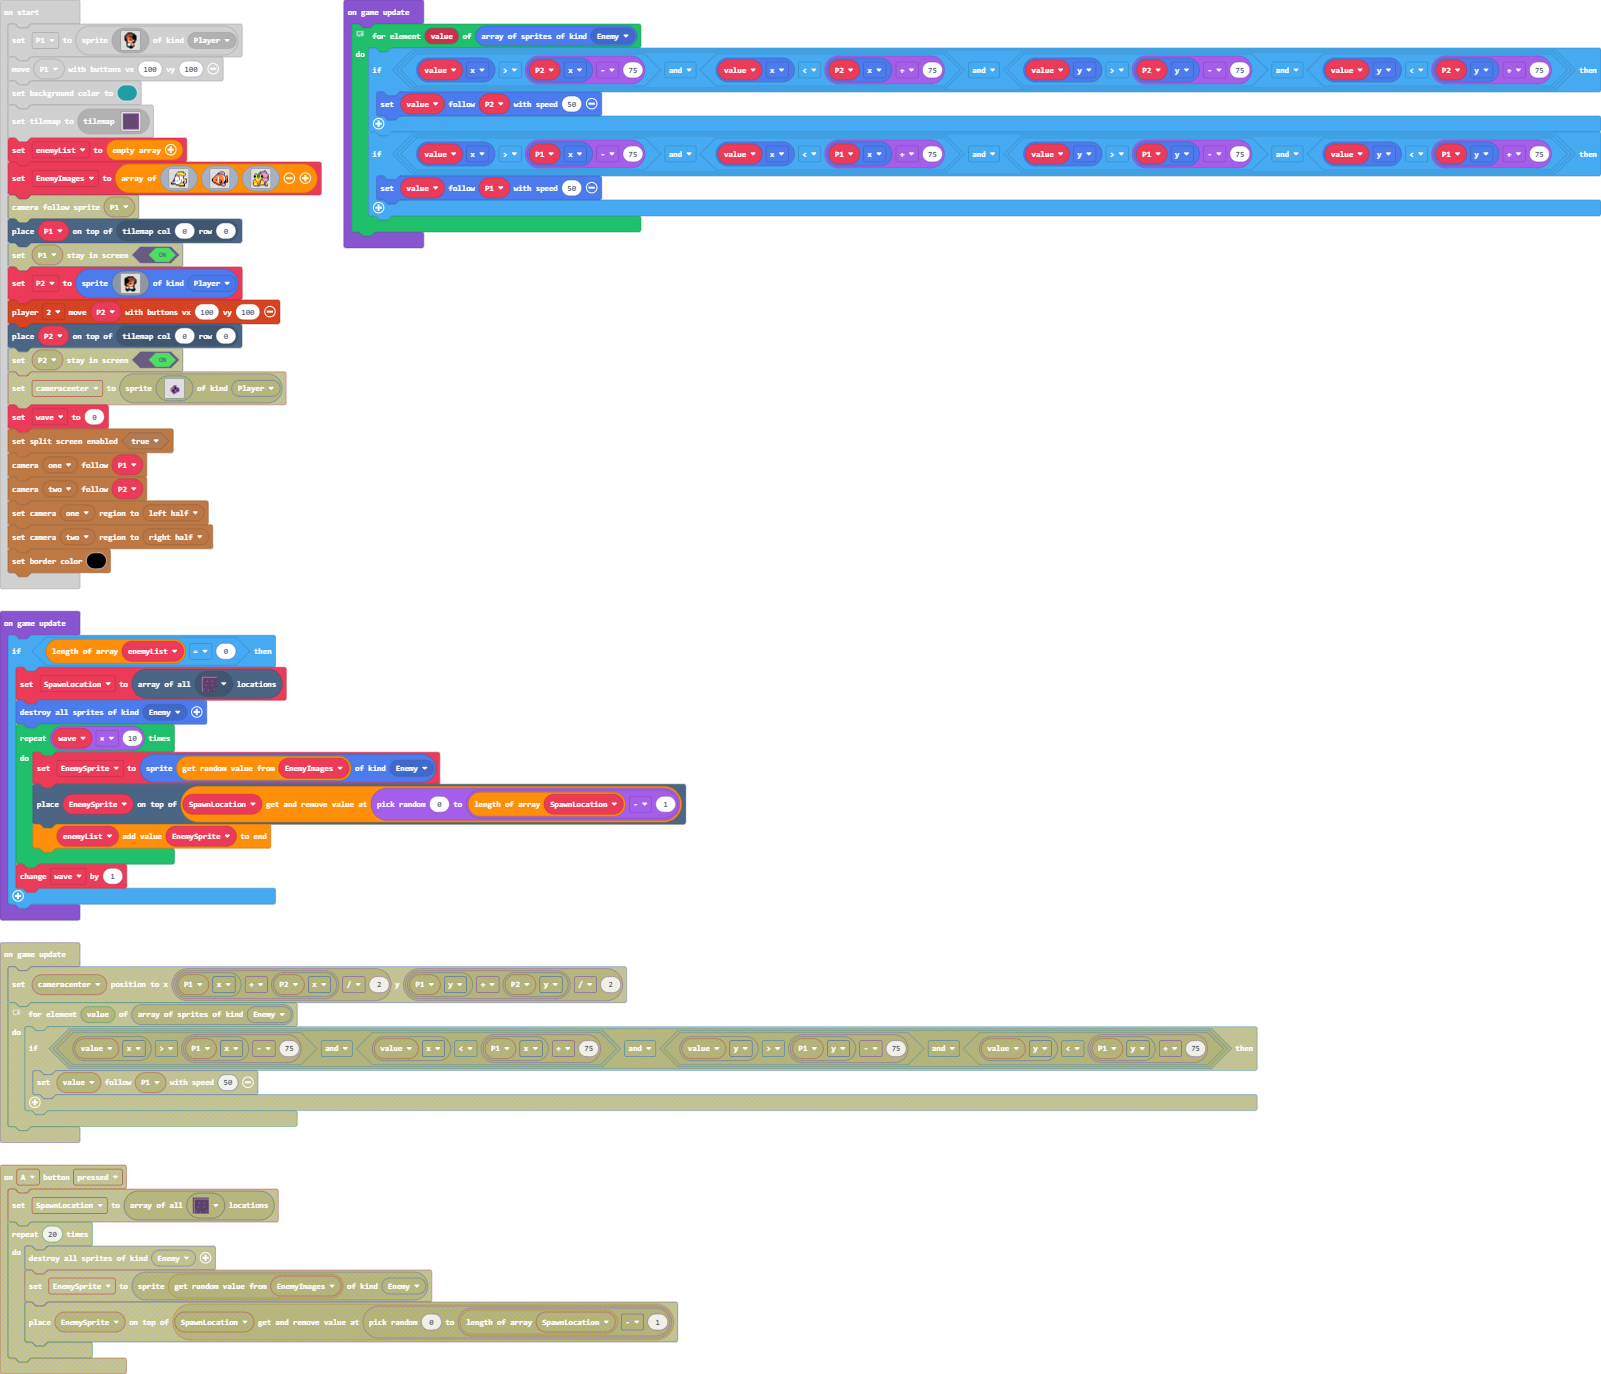 on start
set P1 to sprite of kind Player
move P1 with buttons vx 100 vy 100
set background color to
set tilemap to tilemap
set enemyList to empty array
set EnemyImages to array of
camera follow sprite P1
place P1 on top of tilemap col 0 row 0
set P1 stay in screen ON
set P2 to sprite of kind Player
player 2 move P2 with buttons vx 100 vy 100
place P2 on top of tilemap col 0 row 0
set P2 stay in screen ON
set cameracenter to sprite of kind Player
set wave to 0
set split screen enabled true
camera one follow P1
camera two follow P2
set camera one region to left half
set camera two region to right half
set border color
on game update
for element value of array of sprites of kind Enemy
do
if value x > P2 x - 75 and value x < P2 x + 75 and value y > P2 y - 75 and value y < P2 y + 75 then
set value follow P2 with speed 50
if value x > P1 x - 75 and value x < P1 x + 75 and value y > P1 y - 75 and value y < P1 y + 75 then
set value follow P1 with speed 50
on game update
if length of array enemyList = 0 then
set SpawnLocation to array of all locations
destroy all sprites of kind Enemy
repeat wave x 10 times
do
set EnemySprite to sprite get random value from EnemyImages of kind Enemy
place EnemySprite on top of SpawnLocation get and remove value at pick random 0 to length of array SpawnLocation - 1
enemyList add value EnemySprite to end
change wave by 1
on game update
set cameracenter position to x P1 x + P2 x / 2 y P1 y + P2 y / 2
for element value of array of sprites of kind Enemy
do
if value x > P1 x - 75 and value x < P1 x + 75 and value y > P1 y - 75 and value y < P1 y + 75 then
set value follow P1 with speed 50
on A button pressed
set SpawnLocation to array of all locations
repeat 20 times
do
destroy all sprites of kind Enemy
set EnemySprite to sprite get random value from EnemyImages of kind Enemy
place EnemySprite on top of SpawnLocation get and remove value at pick random 0 to length of array SpawnLocation - 1